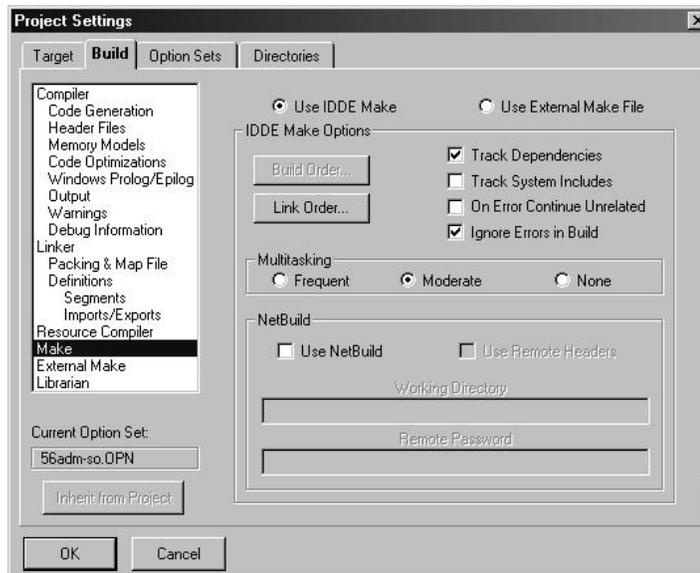 Project Settings
Target Build Option Sets Directories
Compiler
Code Generation
Header Files
Memory Models
Code Optimizations
Windows Prolog/Epilog
Output
Warnings
Debug Information
Linker
Packing & Map File
Definitions
Segments
Imports/Exports
Resource Compiler
Make
External Make
Librarian
Current Option Set:
56adm-so.OPN
Inherit from Project
Use IDDE Make Use External Make File
IDDE Make Options
Build Order...
Link Order...
Track Dependencies
Track System Includes
On Error Continue Unrelated
Ignore Errors in Build
Multitasking
Frequent Moderate None
NetBuild
Use NetBuild Use Remote Headers
Working Directory
Remote Password
OK Cancel